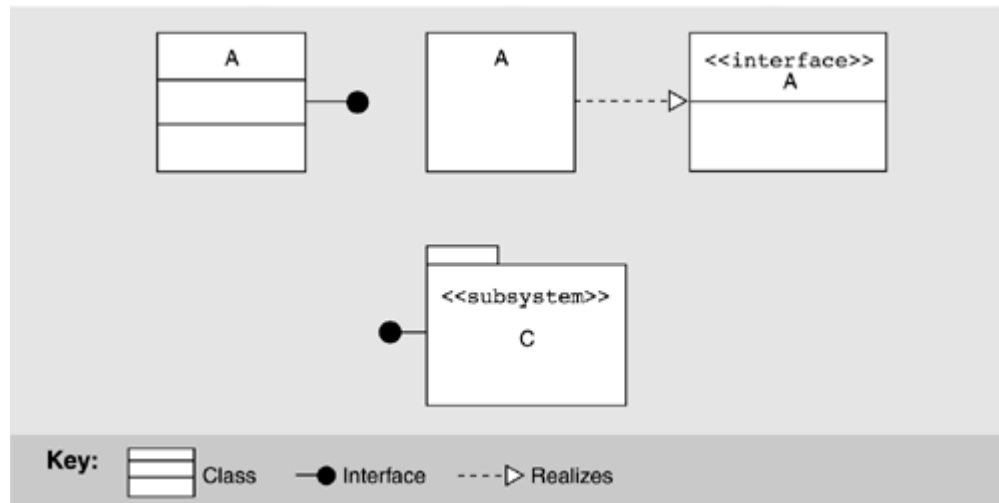 A
A
<<interface>>
A
<<subsystem>>
C
Key:
Class
Interface
Realizes